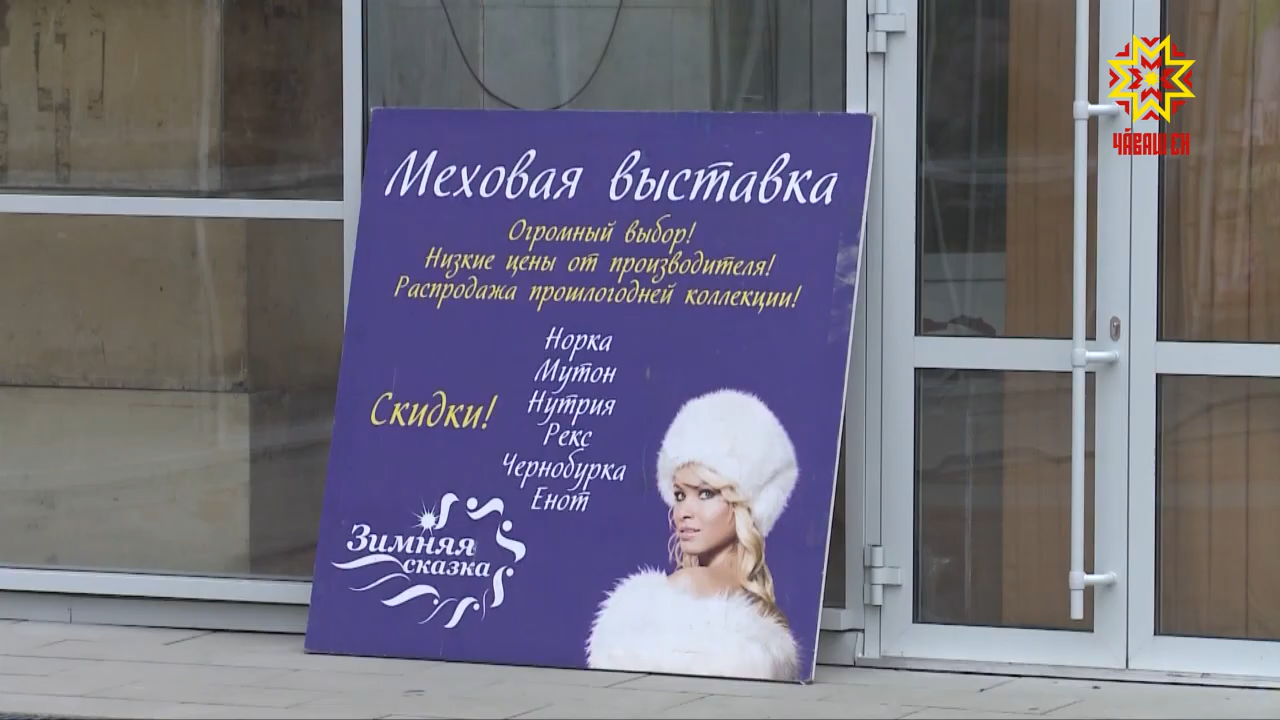 Меховая выставка
Огромный выбор!
Низкие цены от производителя!
Распродажа прошлогодней коллекции!
Норка
Мутон
Нутрия
Рекс
Чернобурка
Енот
Скидки!
Зимняя
сказка
ЧӐВАШ ЕН